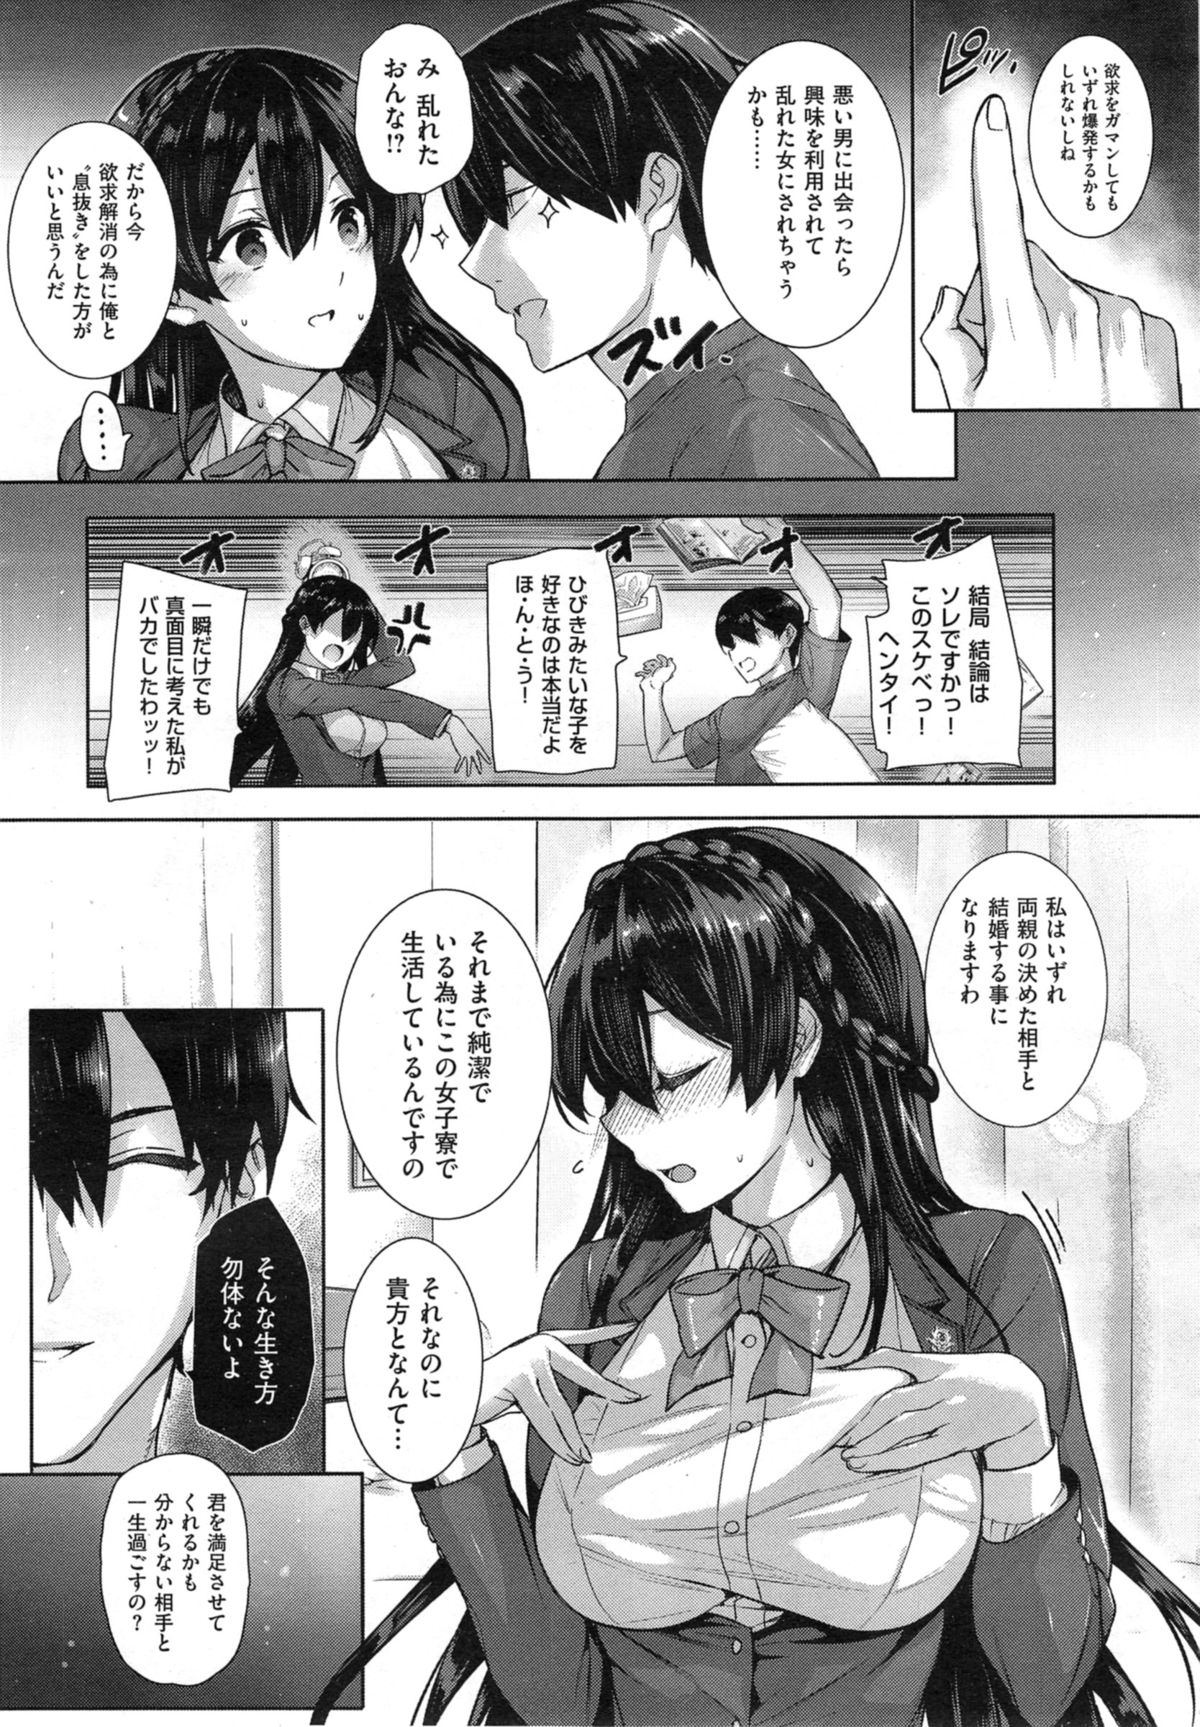 欲求をガマンしても
いずれ爆発するかも
しれないしね
ピッ
悪い男に出会ったら
興味を利用されて
乱れた女にされちゃう
かも……
み 乱れた
おんな!?
ズイ
だから今
欲求解消の為に俺と
〝息抜き〟をした方が
いいと思うんだ
‥‥‥
結局 結論は
ソレですかっ！
このスケベっ！
ヘンタイ！
オ
オ
オ
オ
ひびきみたいな子を
好きなのは本当だよ
ほ・ん・と・う！
一瞬だけでも
真面目に考えた私が
バカでしたわッッ！
私はいずれ
両親の決めた相手と
結婚する事に
なりますわ
それまで純潔で
いる為にこの女子寮で
生活しているんですの
それなのに
貴方となんて…
そんな生き方
勿体ないよ
君を満足させて
くれるかも
分からない相手と
一生過ごすの？